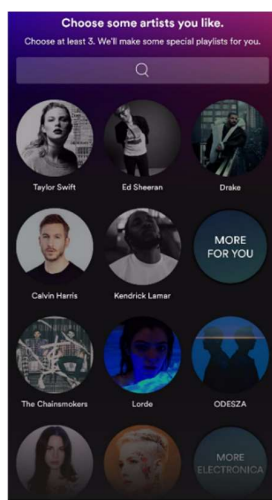 Choose some artists you like.
Choose at least 3. We'll make some special playlists for you.
Taylor Swift
Ed Sheeran
Drake
MORE
FOR YOU
Calvin Harris
Kendrick Lamar
The Chainsmokers
Lorde
ODESZA
MORE
ELECTRONICA